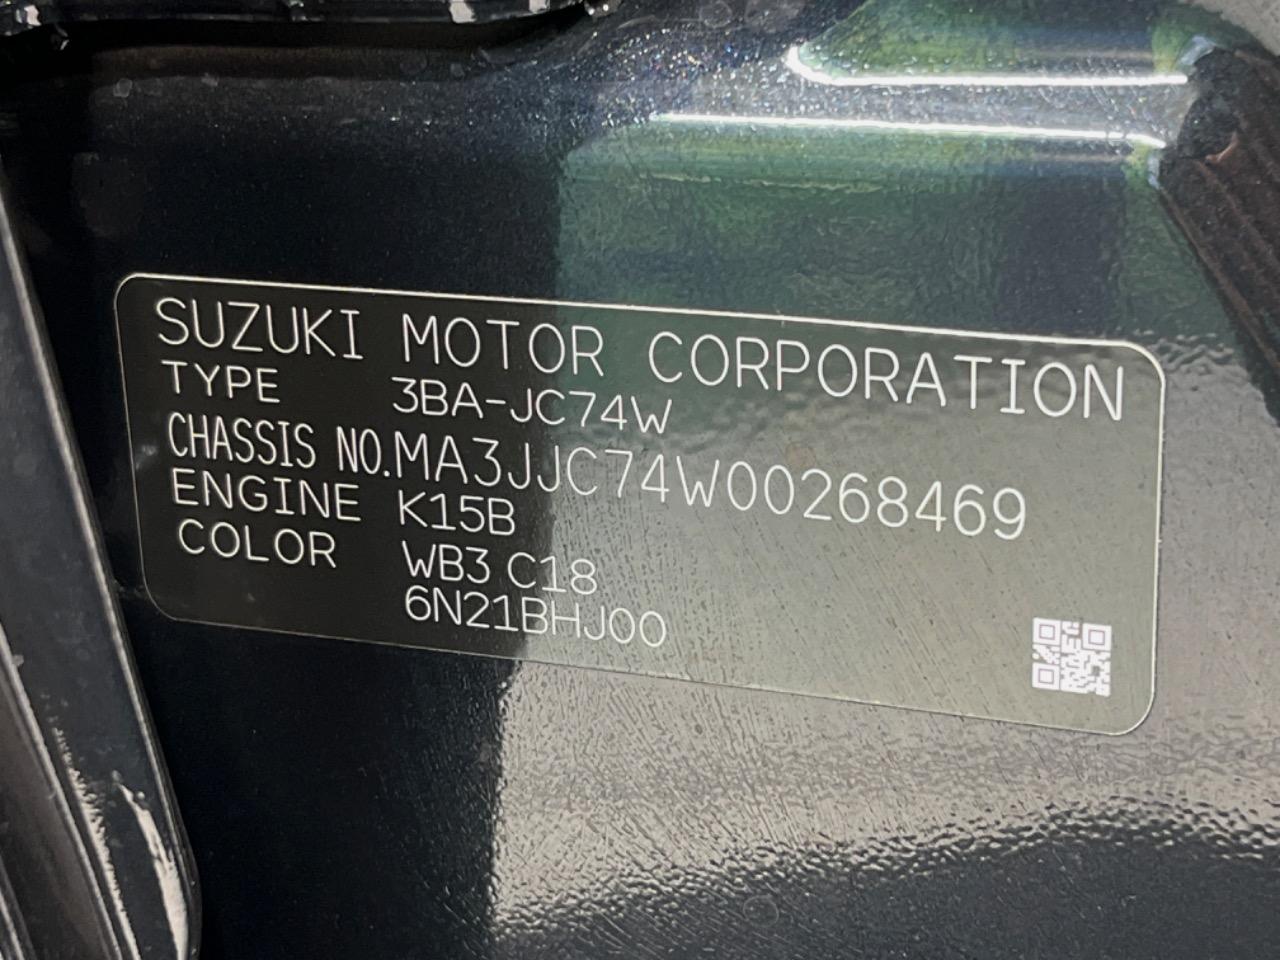 SUZUKI MOTOR CORPORATION
TYPE 3BA-JC74W
CHASSIS NO. MA3JJC74W00268469
ENGINE K15B
COLOR WB3 C18
6N21BHJ00